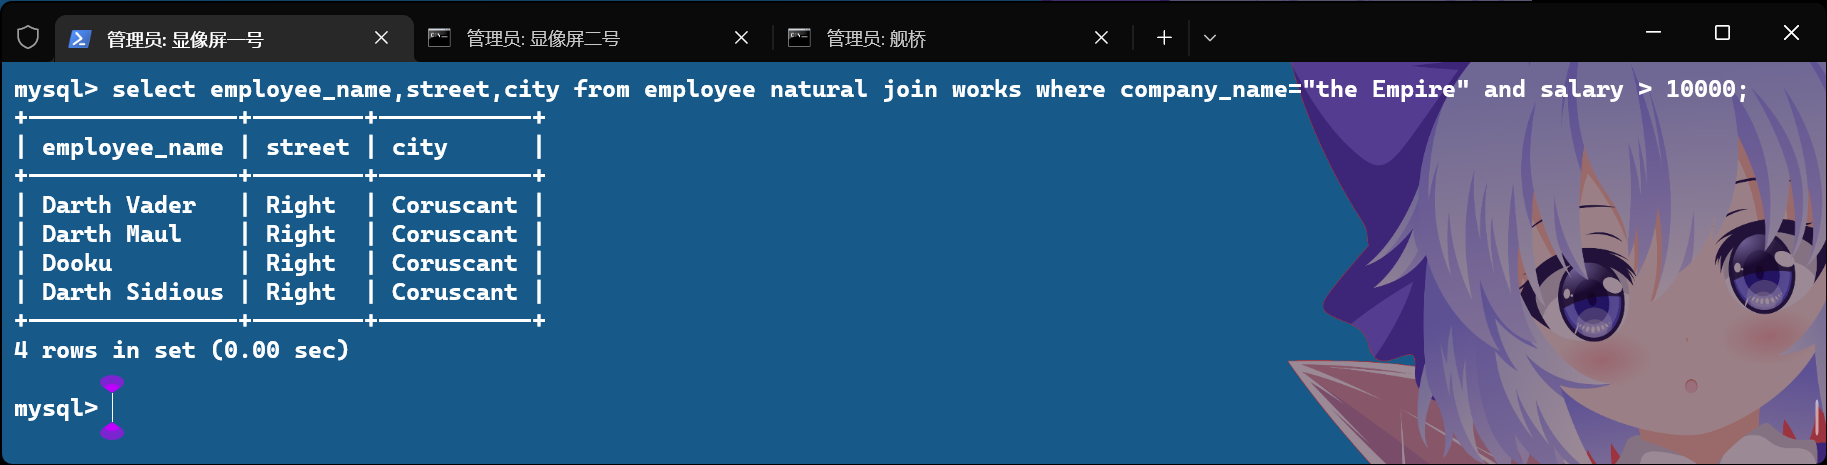 管理员: 显像屏一号 管理员: 显像屏二号 管理员: 舰桥
mysql> select employee_name,street,city from employee natural join works where company_name="the Empire" and salary > 10000;
+---------------+--------+-----------+
| employee_name | street | city      |
+---------------+--------+-----------+
| Darth Vader   | Right  | Coruscant |
| Darth Maul    | Right  | Coruscant |
| Dooku         | Right  | Coruscant |
| Darth Sidious | Right  | Coruscant |
+---------------+--------+-----------+
4 rows in set (0.00 sec)
mysql>